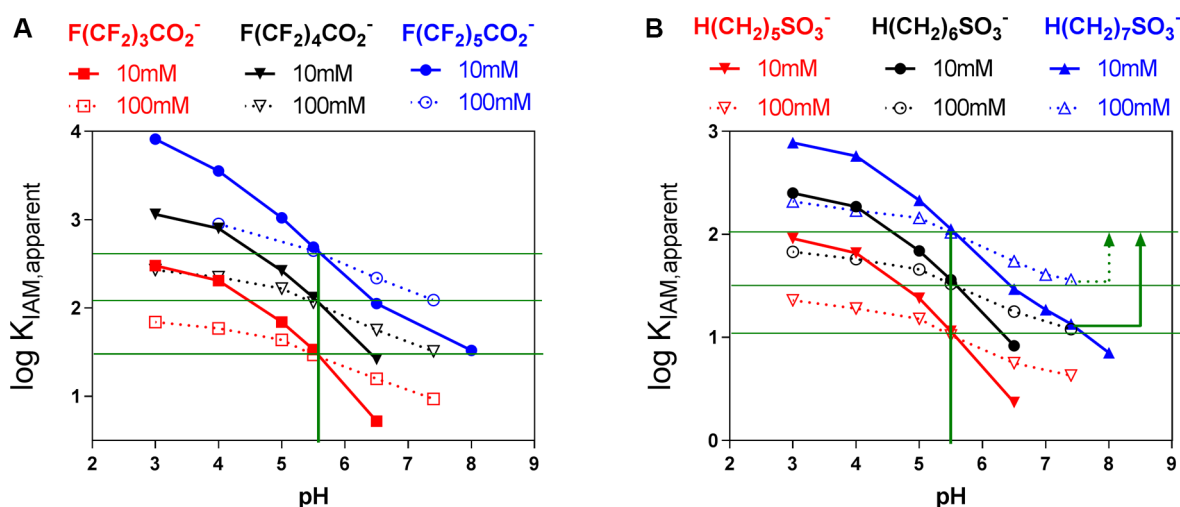 A
F(CF₂)₃CO₂⁻ F(CF₂)₄CO₂⁻ F(CF₂)₅CO₂⁻
10mM 10mM 10mM
100mM 100mM 100mM
log K_IAM,apparent
4
3
2
1
2 3 4 5 6 7 8 9
pH
B
H(CH₂)₅SO₃⁻ H(CH₂)₆SO₃⁻ H(CH₂)₇SO₃⁻
10mM 10mM 10mM
100mM 100mM 100mM
log K_IAM,apparent
3
2
1
0
2 3 4 5 6 7 8 9
pH